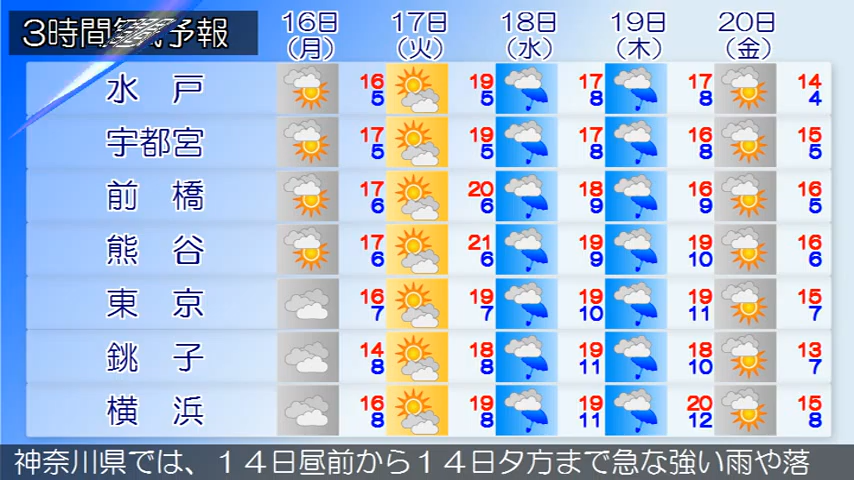 3時間 予報
16日 17日 18日 19日 20日
(月) (火) (水) (木) (金)
水戸 16 5 19 5 17 8 17 8 14 4
宇都宮 17 5 19 5 17 8 16 8 15 5
前橋 17 6 20 6 18 9 16 9 16 5
熊谷 17 6 21 6 19 9 19 10 16 6
東京 16 7 19 7 19 10 19 11 15 7
銚子 14 8 18 8 19 11 18 10 13 7
横浜 16 8 19 8 19 11 20 12 15 8
神奈川県では、１４日昼前から１４日夕方まで急な強い雨や落